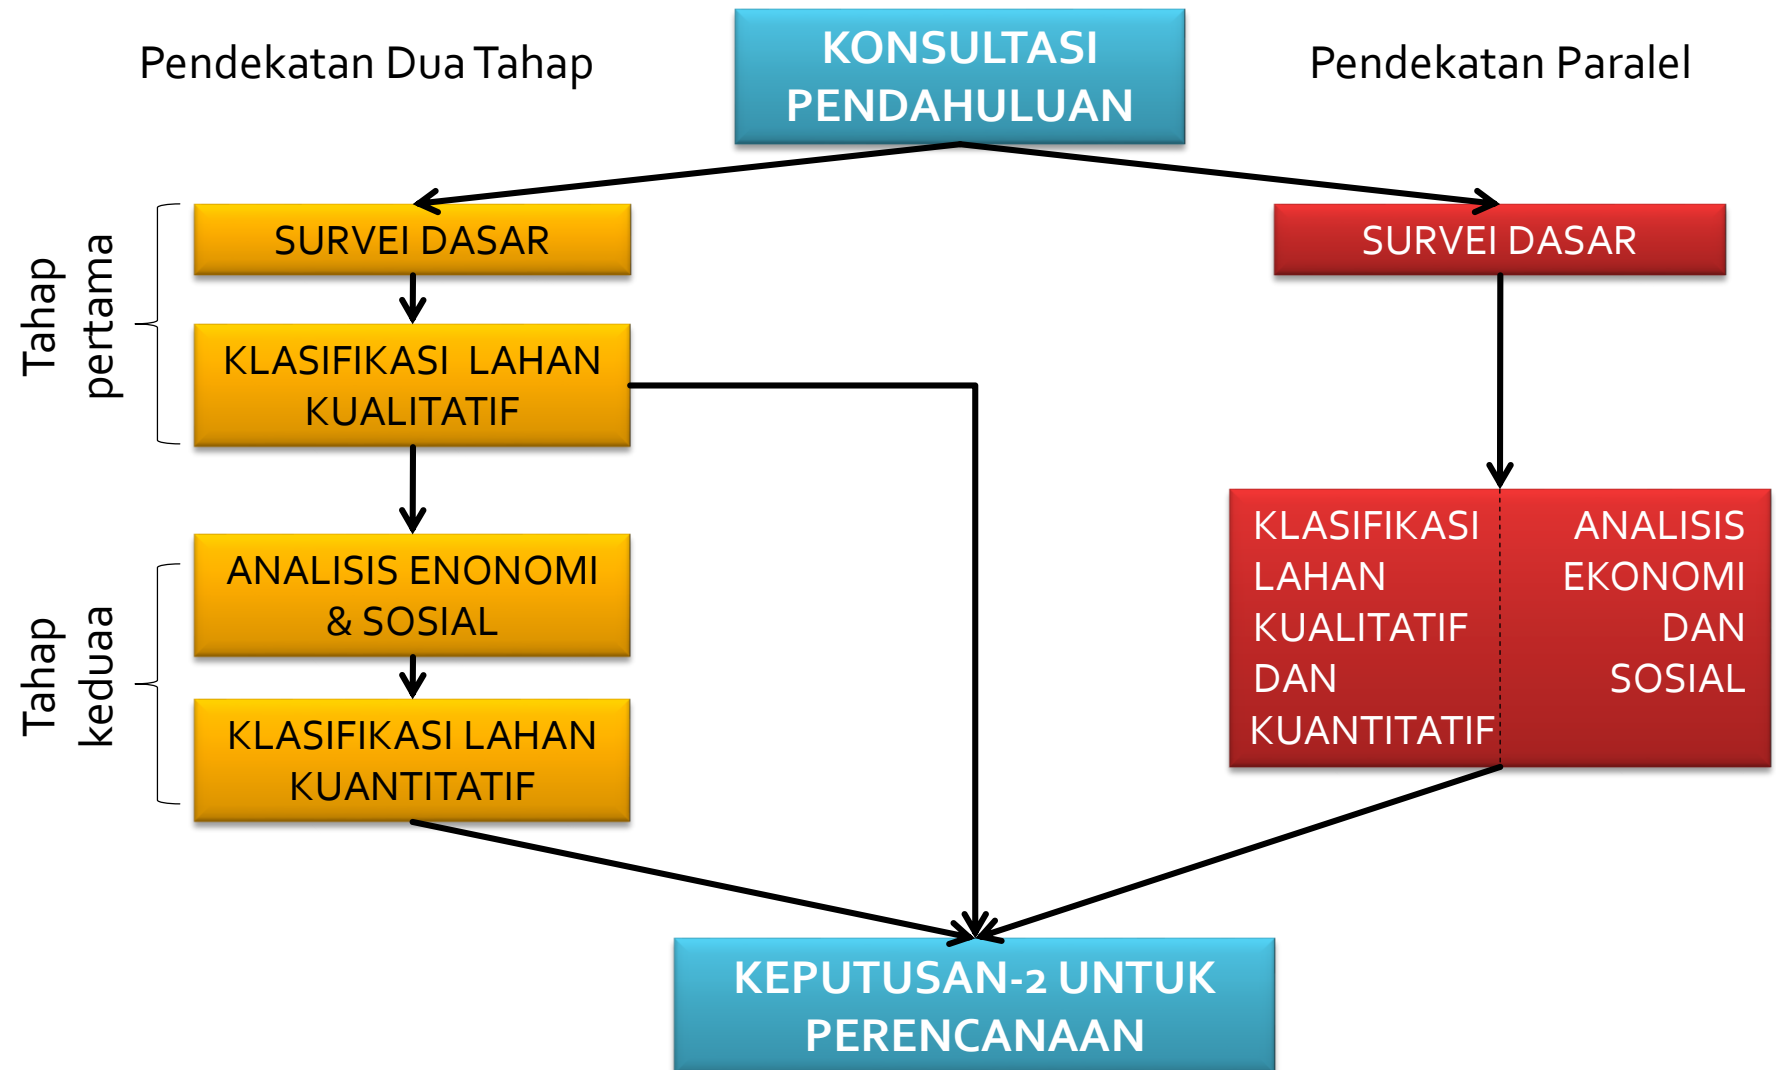 Pendekatan Dua Tahap
KONSULTASI
PENDAHULUAN
Pendekatan Paralel
Tahap
pertama
SURVEI DASAR
KLASIFIKASI LAHAN
KUALITATIF
Tahap
keduaa
ANALISIS ENONOMI
& SOSIAL
KLASIFIKASI LAHAN
KUANTITATIF
SURVEI DASAR
KLASIFIKASI
LAHAN
KUALITATIF
DAN
KUANTITATIF
ANALISIS
EKONOMI
DAN
SOSIAL
KEPUTUSAN-2 UNTUK
PERENCANAAN